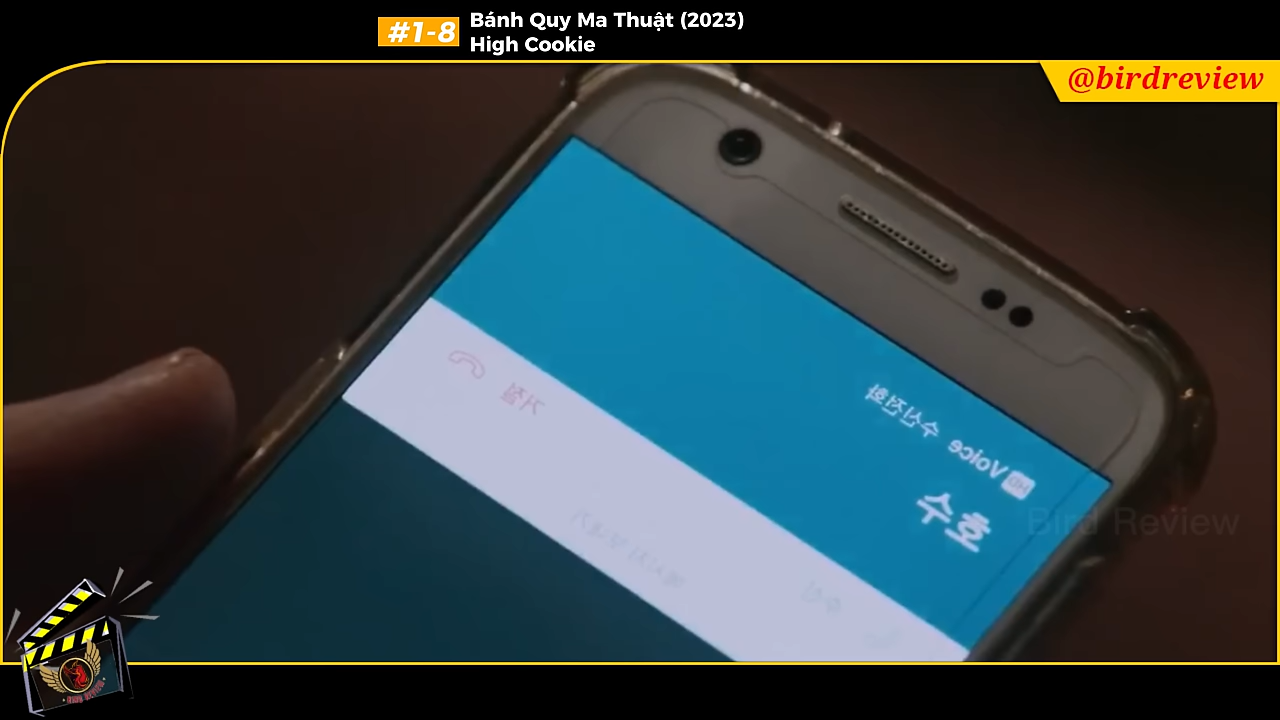 #1-8
Bánh Quy Ma Thuật (2023)
High Cookie
@birdreview
HD Voice 수신전화
호수
거절
Bird Review